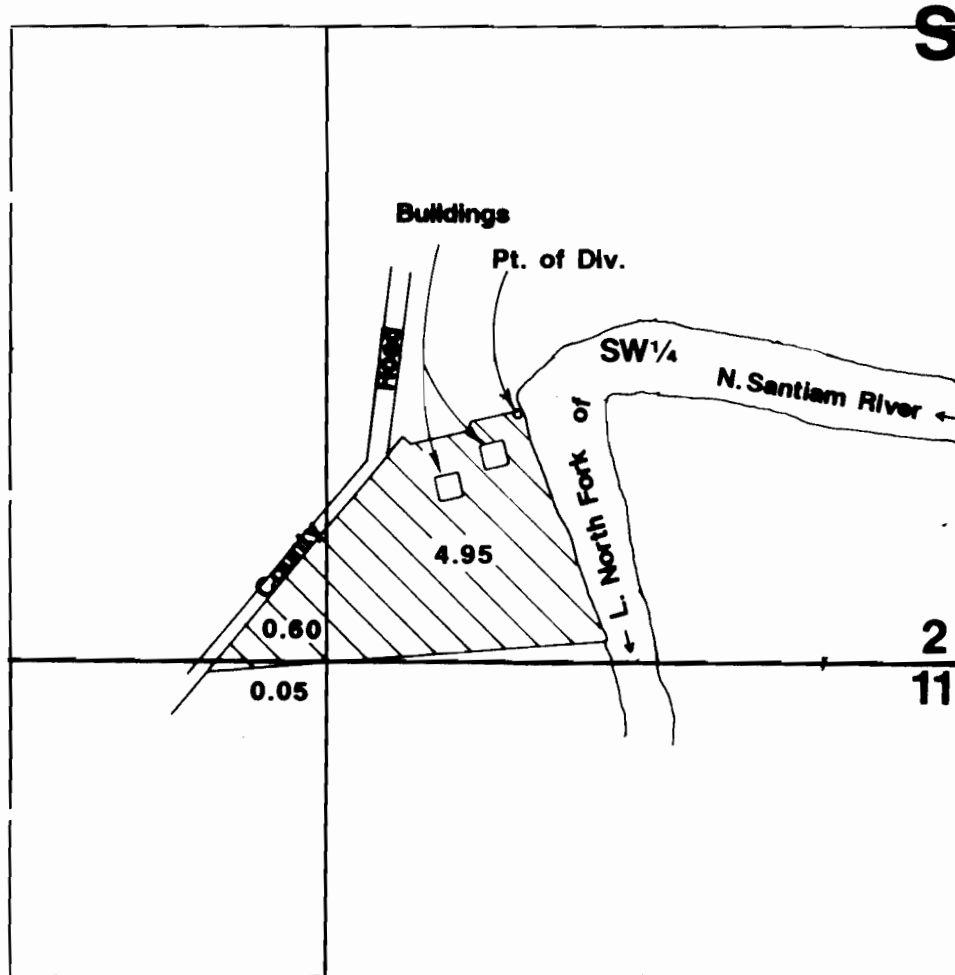 S
Buildings
Pt. of Div.
SW¼
N. Santiam River
Road
L. North Fork of
County
4.95
0.60
0.05
2
11